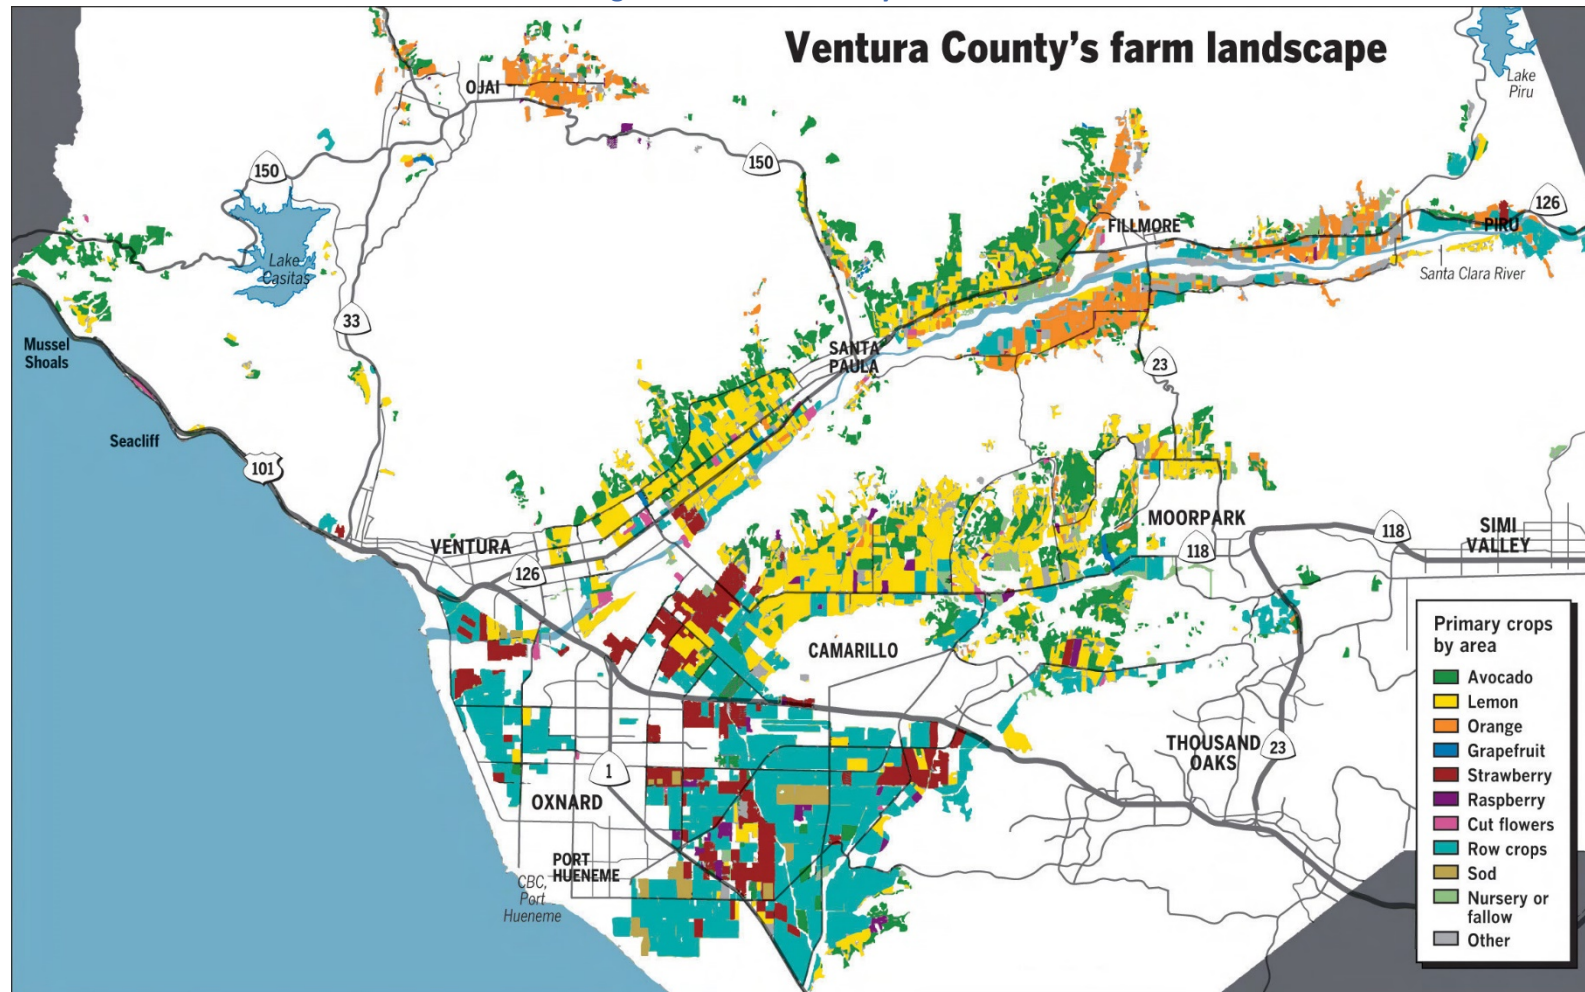 Ventura County's farm landscape
Lake
Piru
OJAI
150
150
126
FILLMORE
PIRU
Santa Clara River
Lake
Casitas
33
Mussel
Shoals
SANTA
PAULA
23
Seacliff
101
MOORPARK
118
118
SIMI
VALLEY
VENTURA
126
CAMARILLO
THOUSAND
OAKS
23
1
OXNARD
PORT
HUENEME
CBC,
Port
Hueneme
Primary crops
by area
Avocado
Lemon
Orange
Grapefruit
Strawberry
Raspberry
Cut flowers
Row crops
Sod
Nursery or
fallow
Other